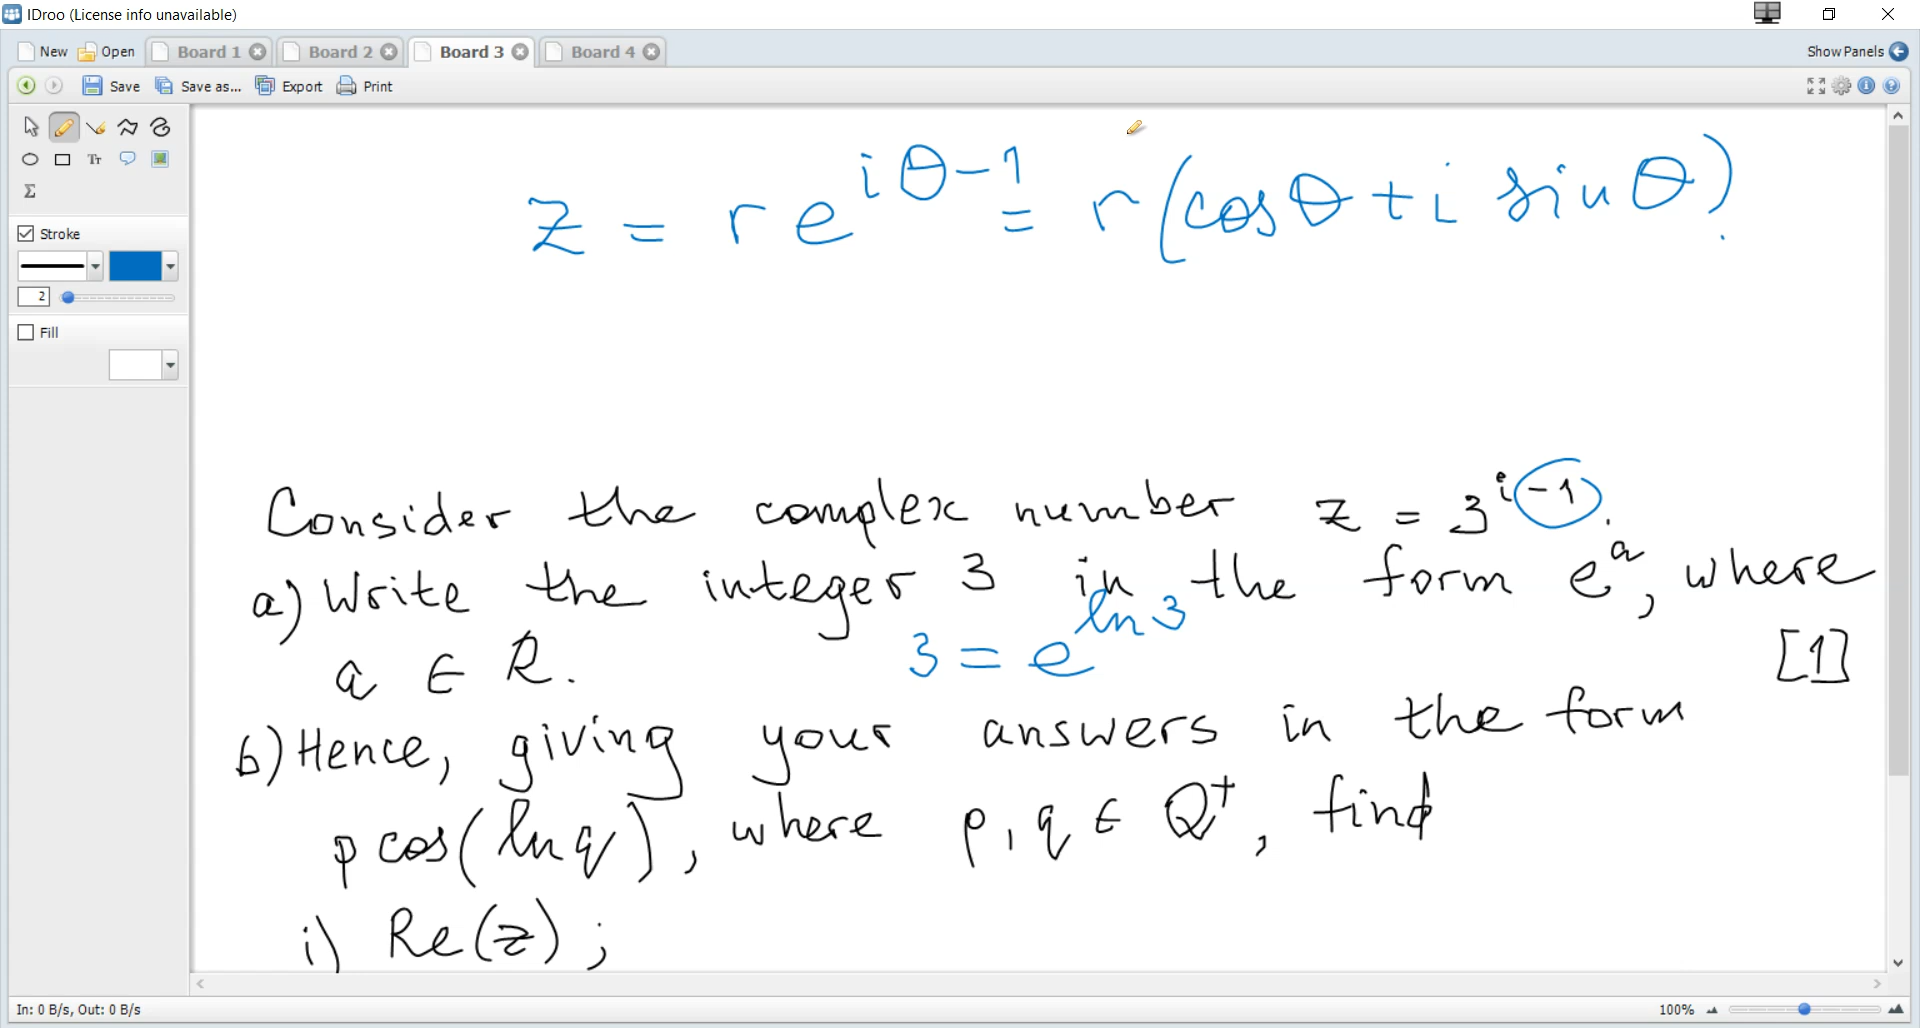 IDroo (License info unavailable)
New Open Board 1 Board 2 Board 3 Board 4 Show Panels
Save Save as... Export Print
Tт
Σ
Stroke
2
Fill
z = r e^{iθ-1} = r(cosθ + i sinθ).
Consider the complex number z = 3^{i-1}.
a) Write the integer 3 in the form e^a, where
a ∈ R. 3 = e^{ln 3} [1]
b) Hence, giving your answers in the form
p cos(ln q), where p, q ∈ Q⁺, find
i) Re(z);
In: 0 B/s, Out: 0 B/s 100%